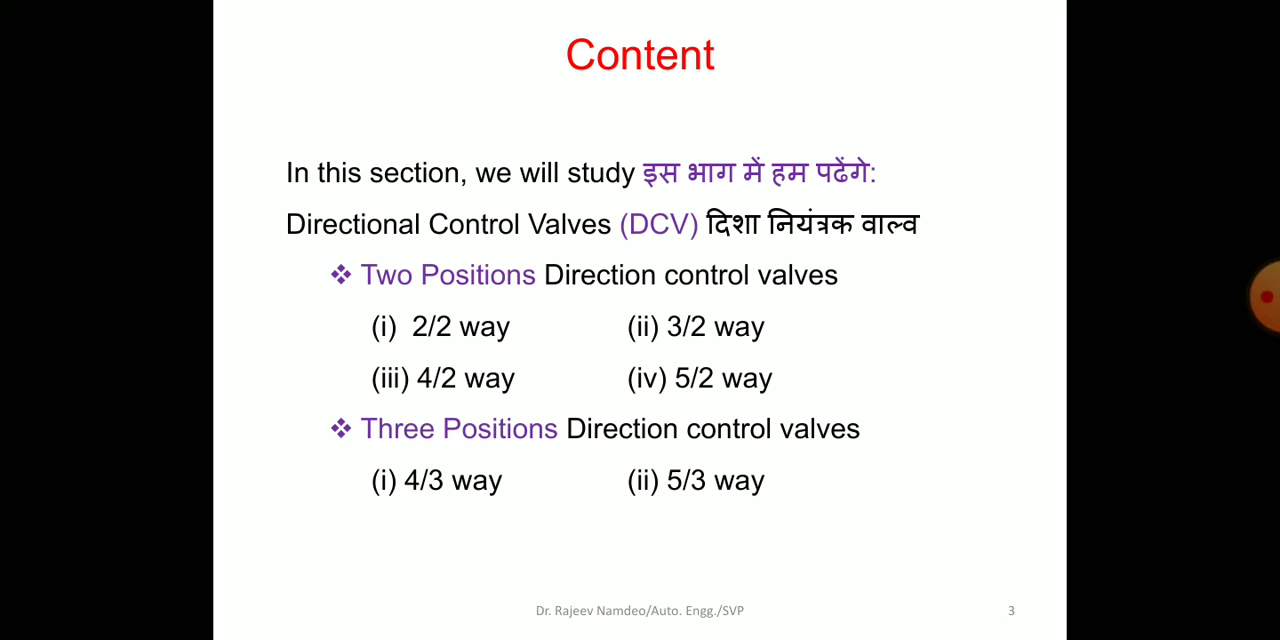 Content
In this section, we will study इस भाग में हम पढेंगे:
Directional Control Valves (DCV) दिशा नियंत्रक वाल्व
❖ Two Positions Direction control valves
(i) 2/2 way (ii) 3/2 way
(iii) 4/2 way (iv) 5/2 way
❖ Three Positions Direction control valves
(i) 4/3 way (ii) 5/3 way
Dr. Rajeev Namdeo/Auto. Engg./SVP 3